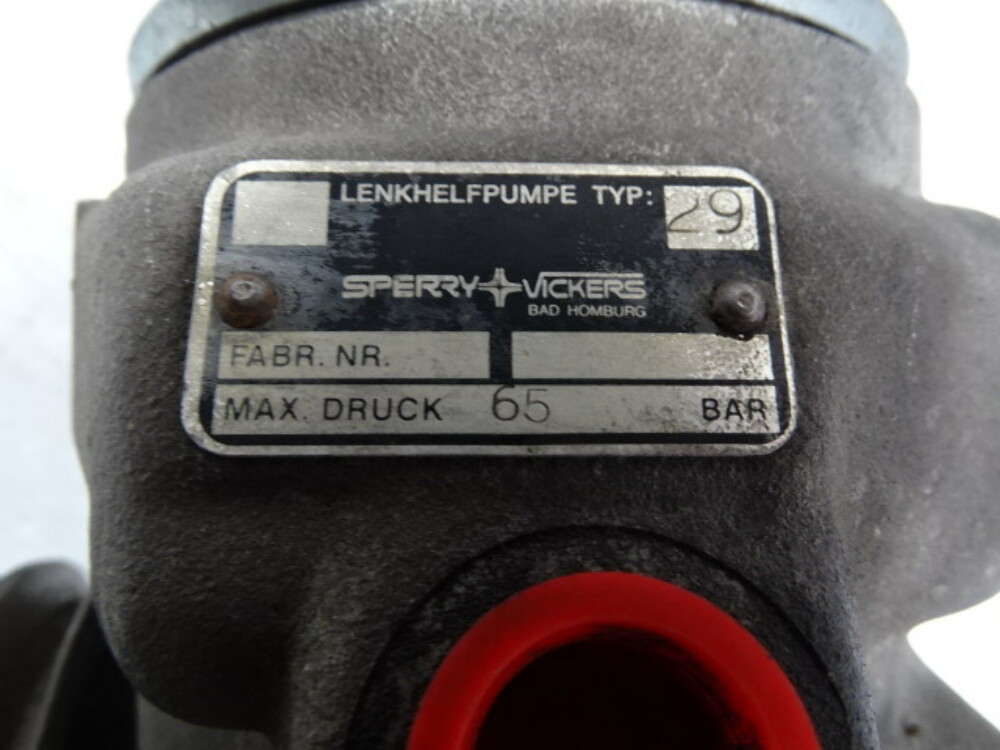 LENKHELFPUMPE TYP: 29
SPERRY VICKERS
BAD HOMBURG
FABR. NR.
MAX. DRUCK 65 BAR